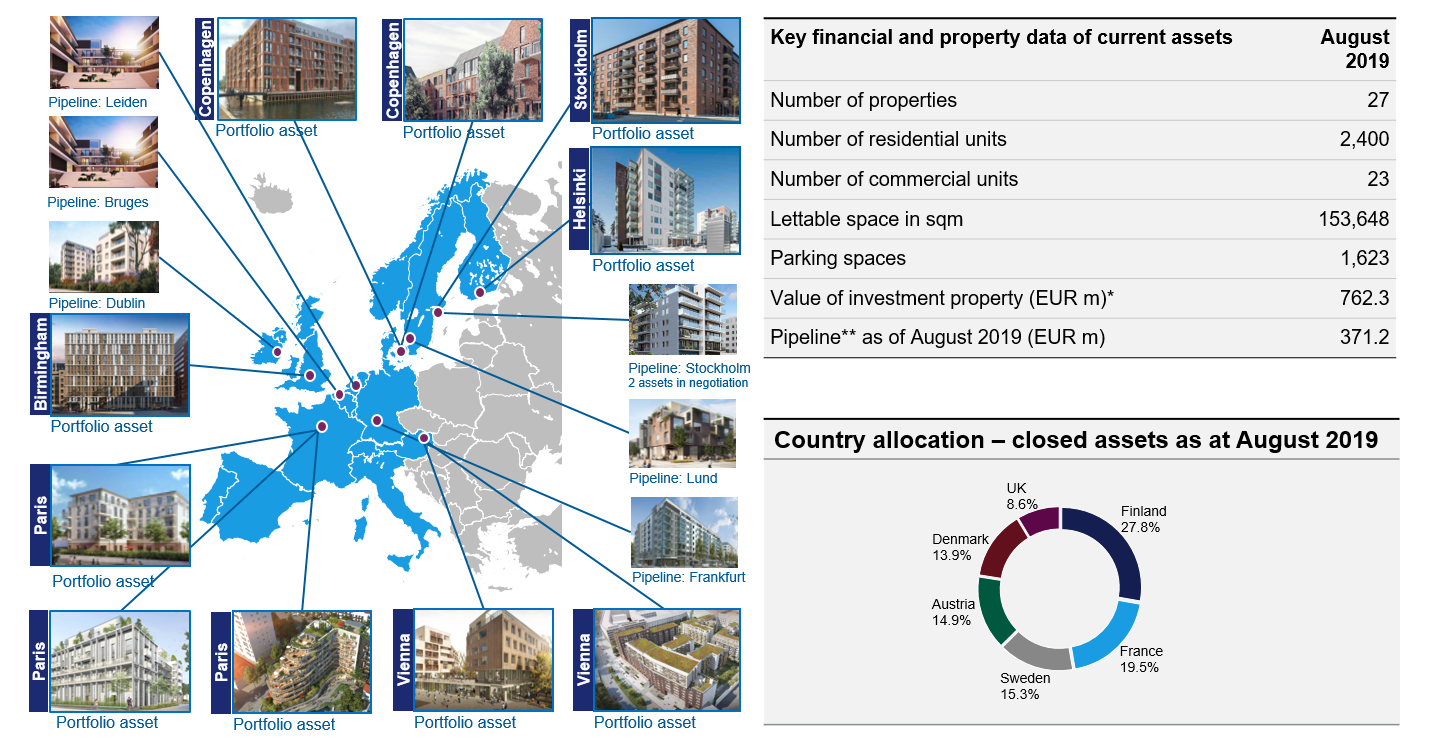 Pipeline: Leiden
Copenhagen
Portfolio asset
Copenhagen
Portfolio asset
Stockholm
Portfolio asset
Pipeline: Bruges
Helsinki
Portfolio asset
Pipeline: Dublin
Birmingham
Portfolio asset
Pipeline: Stockholm
2 assets in negotiation
Pipeline: Lund
Paris
Portfolio asset
Pipeline: Frankfurt
Paris
Portfolio asset
Paris
Portfolio asset
Vienna
Portfolio asset
Vienna
Portfolio asset
Key financial and property data of current assets August
2019
Number of properties 27
Number of residential units 2,400
Number of commercial units 23
Lettable space in sqm 153,648
Parking spaces 1,623
Value of investment property (EUR m)* 762.3
Pipeline** as of August 2019 (EUR m) 371.2
Country allocation – closed assets as at August 2019
UK
8.6%
Finland
27.8%
Denmark
13.9%
Austria
14.9%
France
19.5%
Sweden
15.3%